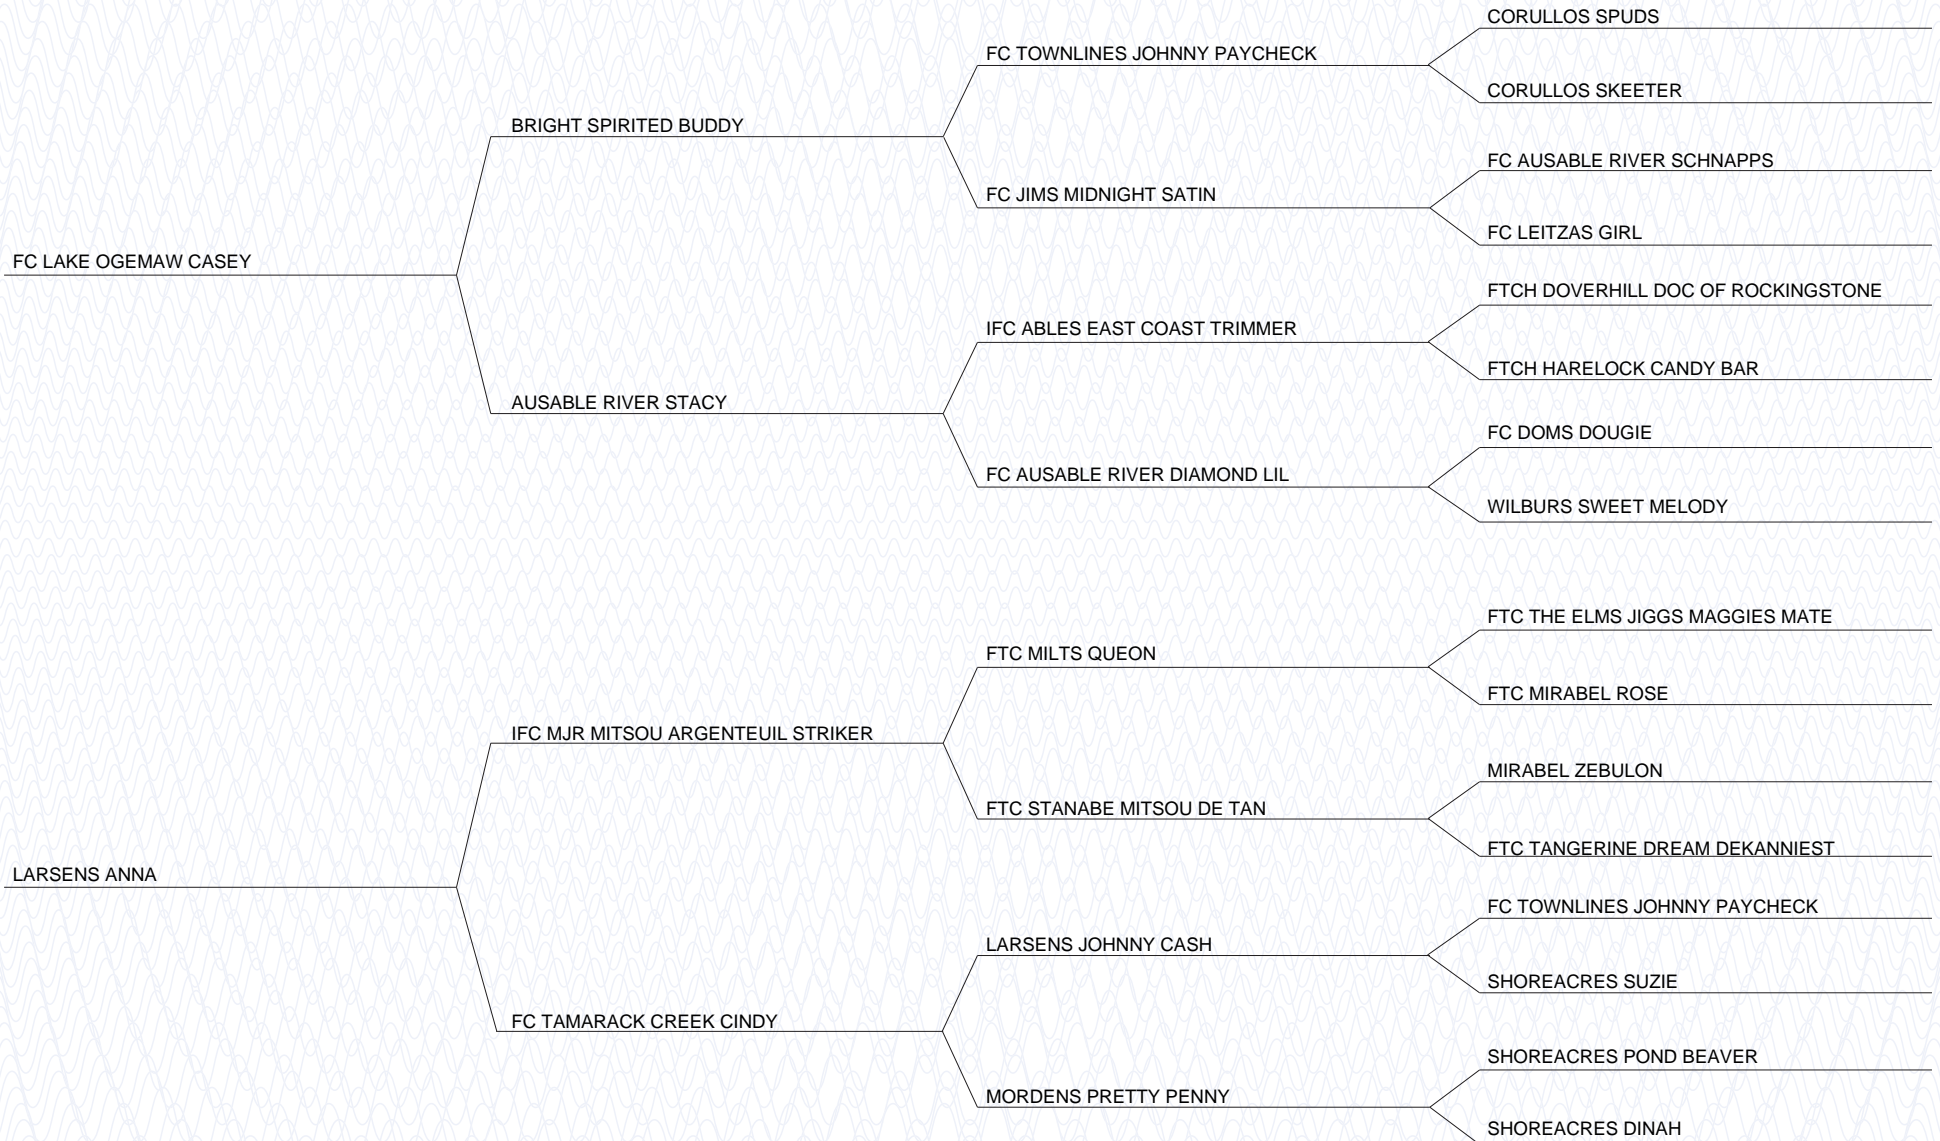 CORULLOS SPUDS
FC TOWNLINES JOHNNY PAYCHECK
CORULLOS SKEETER
BRIGHT SPIRITED BUDDY
FC AUSABLE RIVER SCHNAPPS
FC JIMS MIDNIGHT SATIN
FC LEITZAS GIRL
FC LAKE OGEMAW CASEY
FTCH DOVERHILL DOC OF ROCKINGSTONE
IFC ABLES EAST COAST TRIMMER
FTCH HARELOCK CANDY BAR
AUSABLE RIVER STACY
FC DOMS DOUGIE
FC AUSABLE RIVER DIAMOND LIL
WILBURS SWEET MELODY
FTC THE ELMS JIGGS MAGGIES MATE
FTC MILTS QUEON
FTC MIRABEL ROSE
IFC MJR MITSOU ARGENTEUIL STRIKER
MIRABEL ZEBULON
FTC STANABE MITSOU DE TAN
FTC TANGERINE DREAM DEKANNIEST
LARSENS ANNA
FC TOWNLINES JOHNNY PAYCHECK
LARSENS JOHNNY CASH
SHOREACRES SUZIE
FC TAMARACK CREEK CINDY
SHOREACRES POND BEAVER
MORDENS PRETTY PENNY
SHOREACRES DINAH